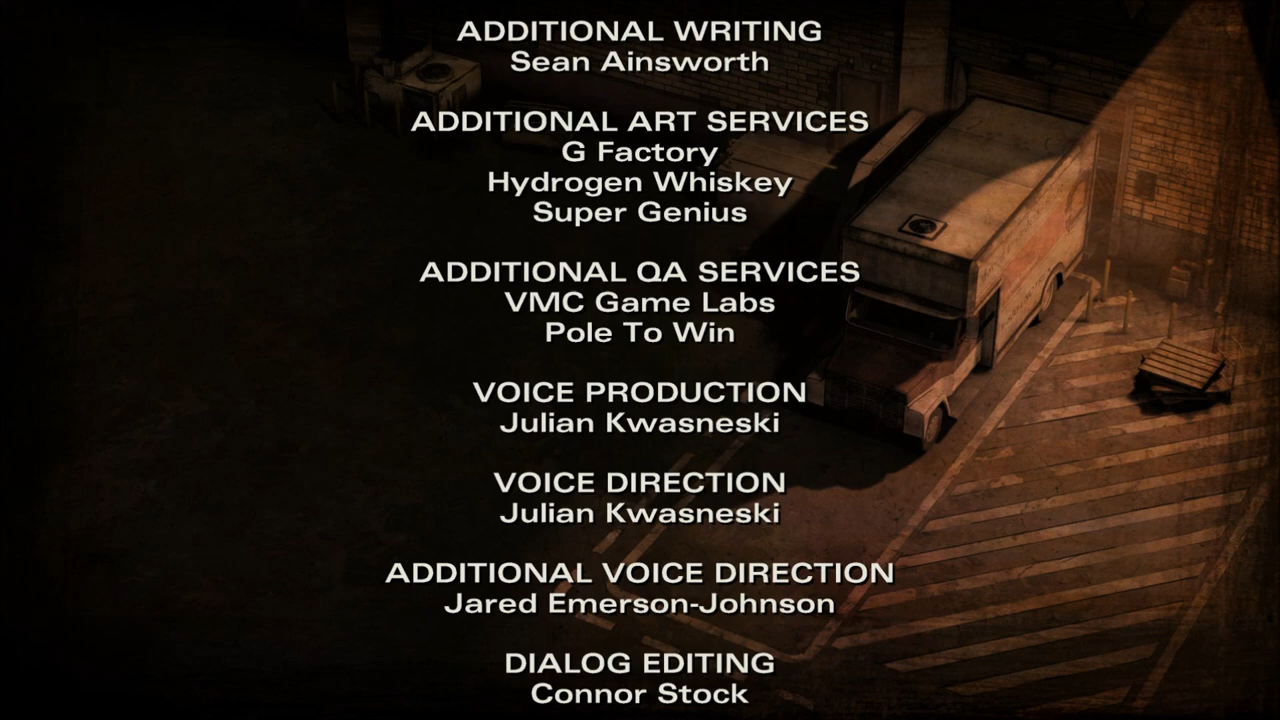 ADDITIONAL WRITING
Sean Ainsworth
ADDITIONAL ART SERVICES
G Factory
Hydrogen Whiskey
Super Genius
ADDITIONAL QA SERVICES
VMC Game Labs
Pole To Win
VOICE PRODUCTION
Julian Kwasneski
VOICE DIRECTION
Julian Kwasneski
ADDITIONAL VOICE DIRECTION
Jared Emerson-Johnson
DIALOG EDITING
Connor Stock